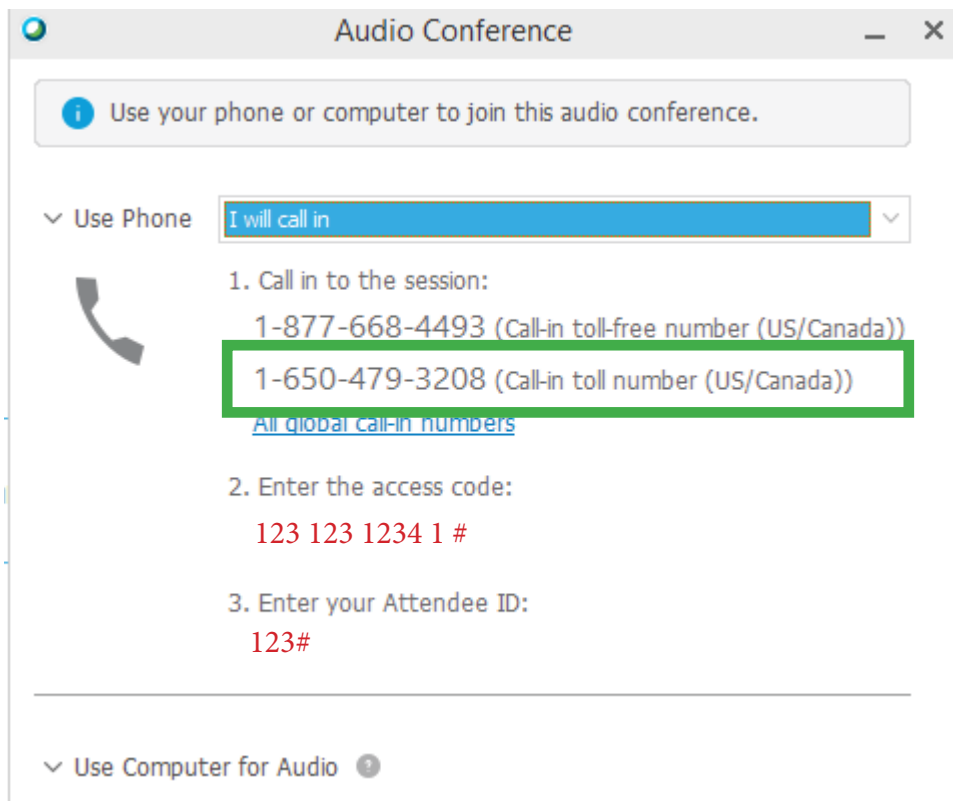 Audio Conference
i Use your phone or computer to join this audio conference.
Use Phone I will call in
1. Call in to the session:
1-877-668-4493 (Call-in toll-free number (US/Canada))
1-650-479-3208 (Call-in toll number (US/Canada))
All global call-in numbers
2. Enter the access code:
123 123 1234 1 #
3. Enter your Attendee ID:
123#
Use Computer for Audio ?